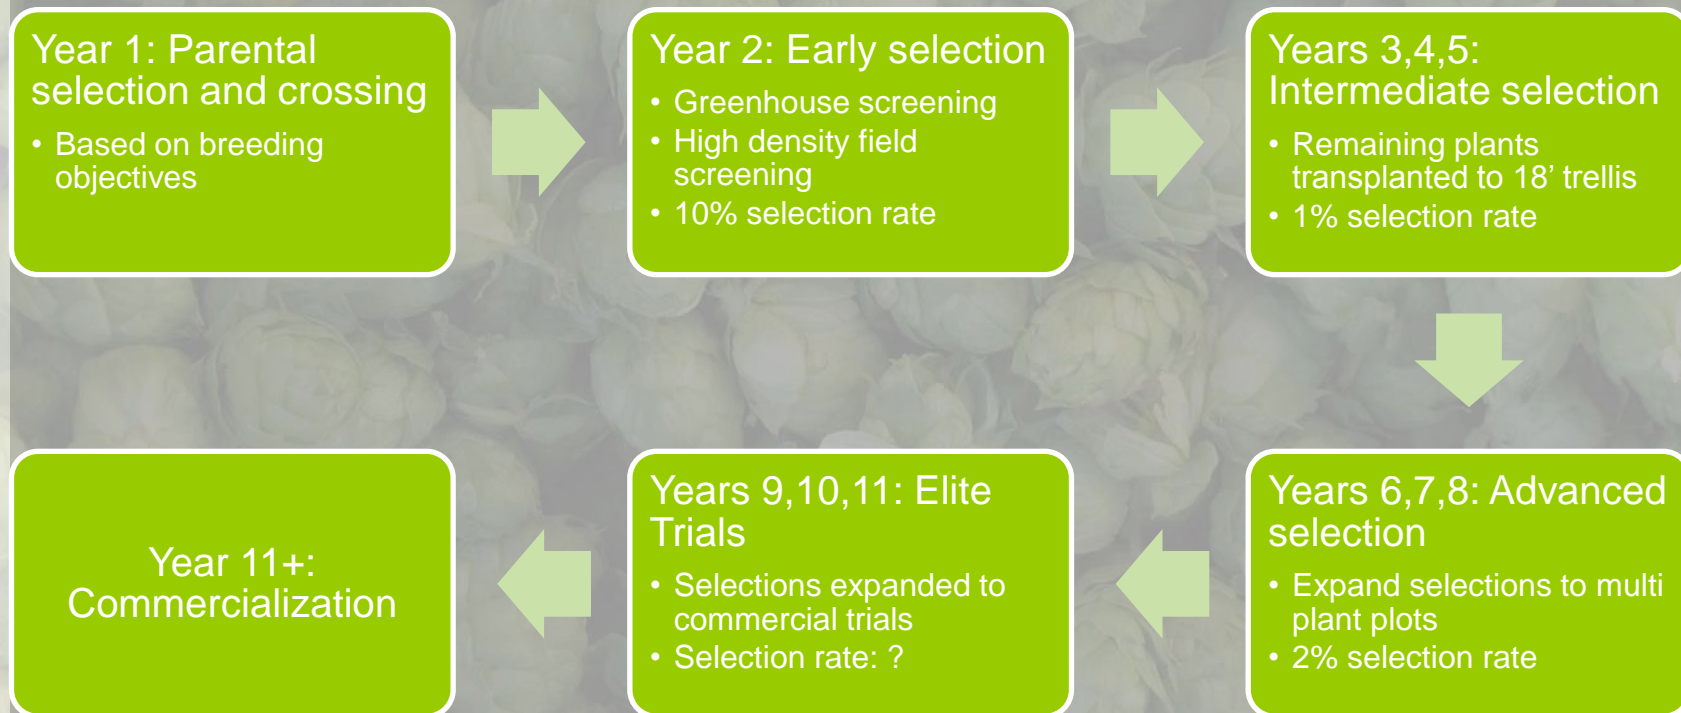 Year 1: Parental
selection and crossing
• Based on breeding
objectives
Year 2: Early selection
• Greenhouse screening
• High density field
screening
• 10% selection rate
Years 3,4,5:
Intermediate selection
• Remaining plants
transplanted to 18’ trellis
• 1% selection rate
Years 6,7,8: Advanced
selection
• Expand selections to multi
plant plots
• 2% selection rate
Years 9,10,11: Elite
Trials
• Selections expanded to
commercial trials
• Selection rate: ?
Year 11+:
Commercialization